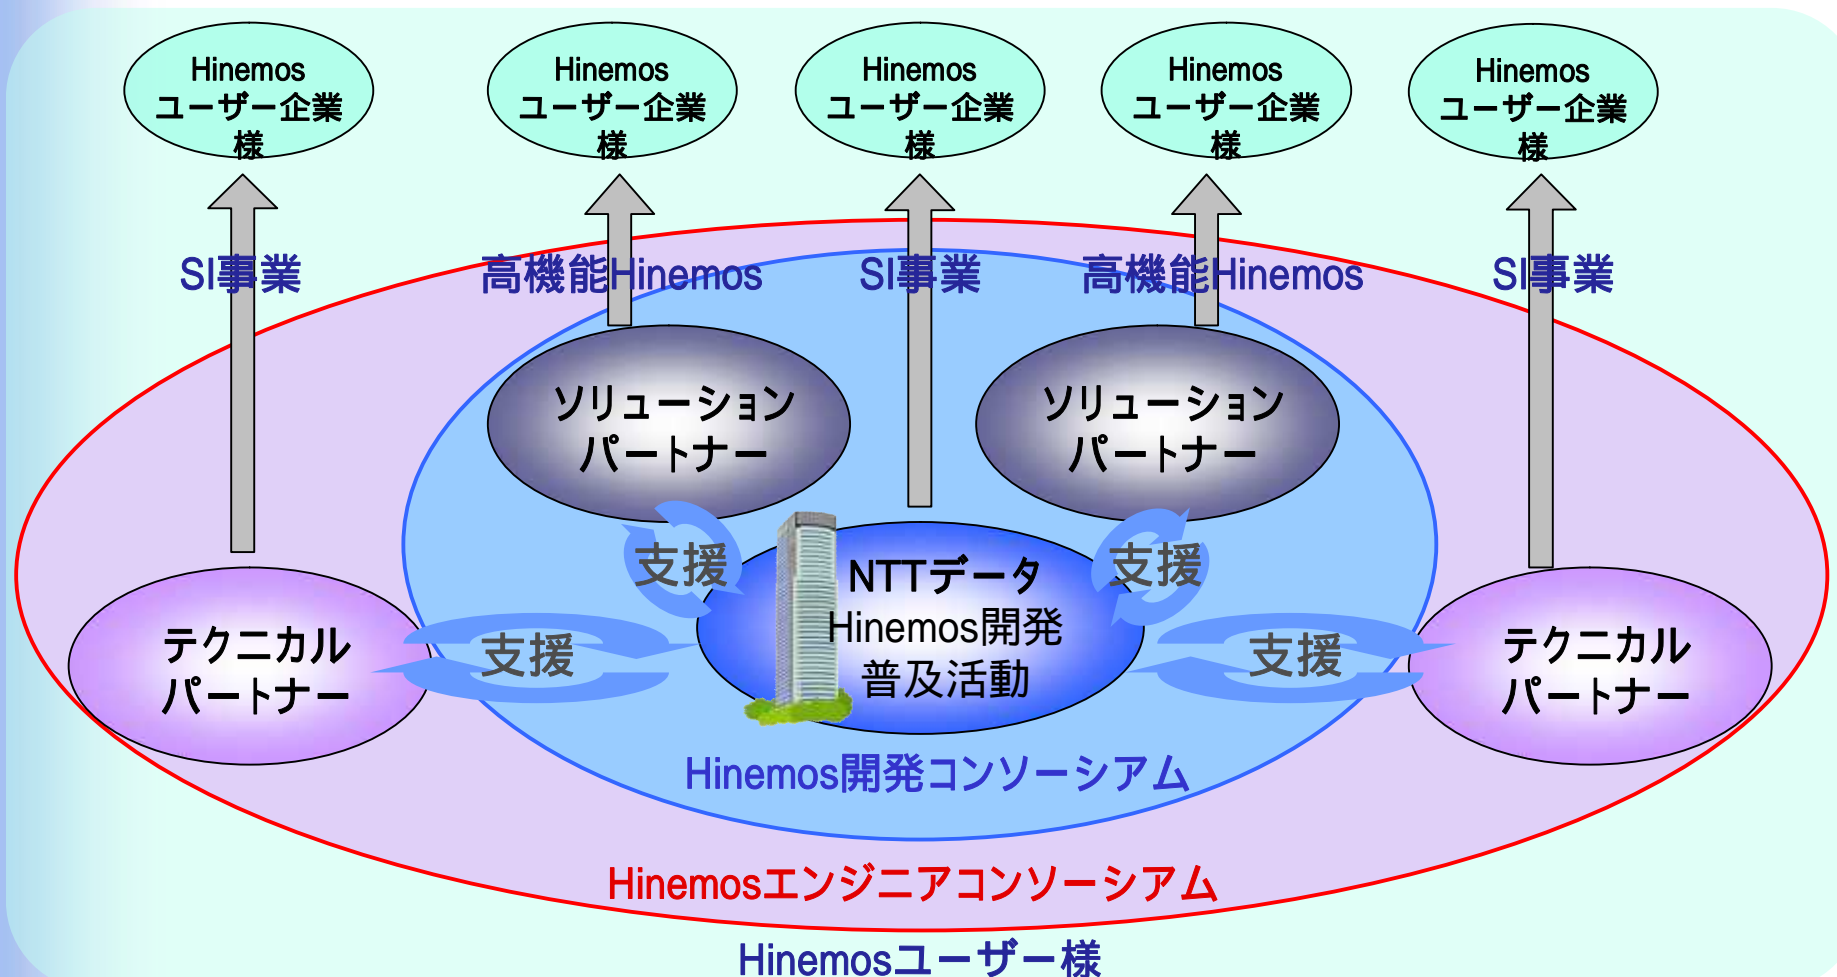 Hinemos
ユーザー企業
様
Hinemos
ユーザー企業
様
Hinemos
ユーザー企業
様
Hinemos
ユーザー企業
様
Hinemos
ユーザー企業
様
SI事業
高機能Hinemos
SI事業
高機能Hinemos
SI事業
ソリューション
パートナー
ソリューション
パートナー
支援
支援
NTTデータ
Hinemos開発
普及活動
テクニカル
パートナー
支援
支援
テクニカル
パートナー
Hinemos開発コンソーシアム
Hinemosエンジニアコンソーシアム
Hinemosユーザー様